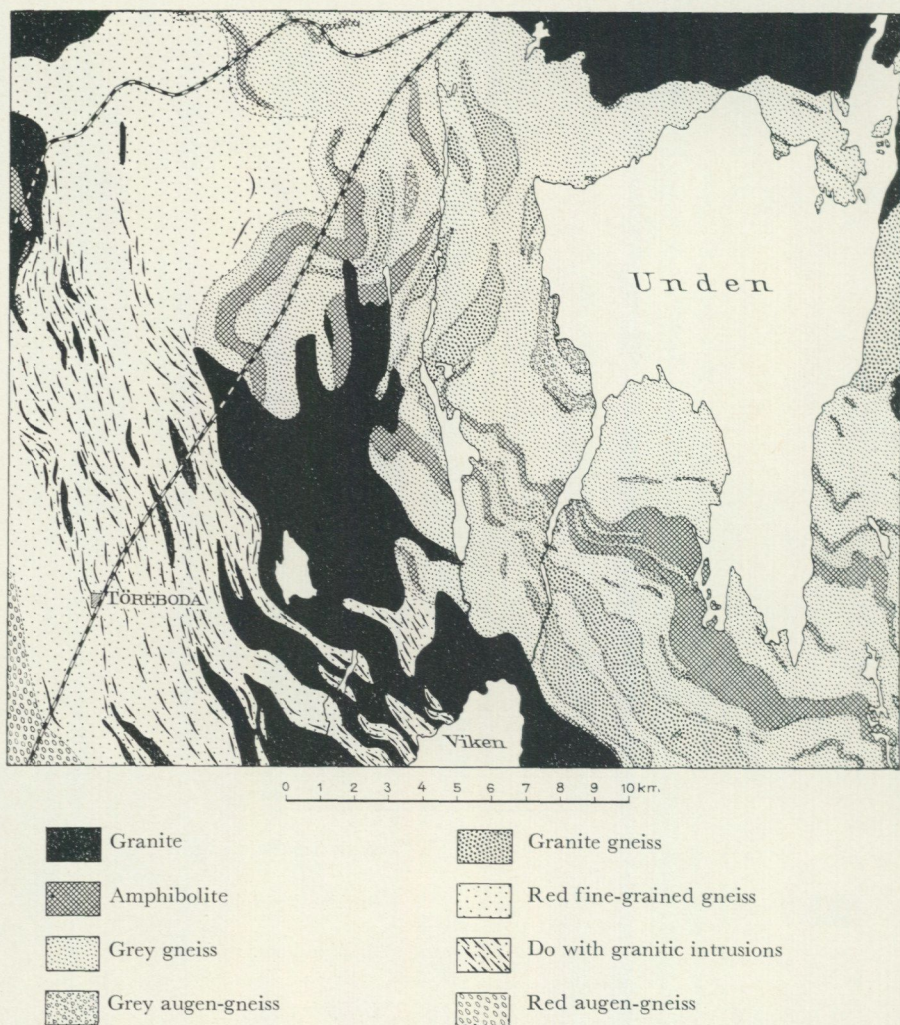 Unden
TÖREBODA
Viken
0 1 2 3 4 5 6 7 8 9 10 km.
Granite
Granite gneiss
Amphibolite
Red fine-grained gneiss
Grey gneiss
Do with granitic intrusions
Grey augen-gneiss
Red augen-gneiss